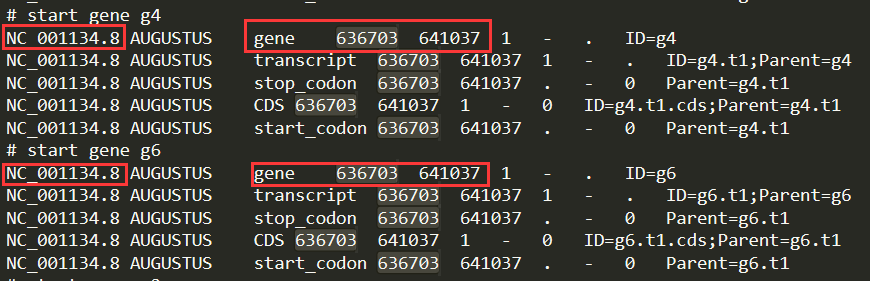 # start gene g4
NC_001134.8 AUGUSTUS gene 636703 641037 1 - . ID=g4
NC_001134.8 AUGUSTUS transcript 636703 641037 1 - . ID=g4.t1;Parent=g4
NC_001134.8 AUGUSTUS stop_codon 636703 641037 . - 0 Parent=g4.t1
NC_001134.8 AUGUSTUS CDS 636703 641037 1 - 0 ID=g4.t1.cds;Parent=g4.t1
NC_001134.8 AUGUSTUS start_codon 636703 641037 . - 0 Parent=g4.t1
# start gene g6
NC_001134.8 AUGUSTUS gene 636703 641037 1 - . ID=g6
NC_001134.8 AUGUSTUS transcript 636703 641037 1 - . ID=g6.t1;Parent=g6
NC_001134.8 AUGUSTUS stop_codon 636703 641037 . - 0 Parent=g6.t1
NC_001134.8 AUGUSTUS CDS 636703 641037 1 - 0 ID=g6.t1.cds;Parent=g6.t1
NC_001134.8 AUGUSTUS start_codon 636703 641037 . - 0 Parent=g6.t1